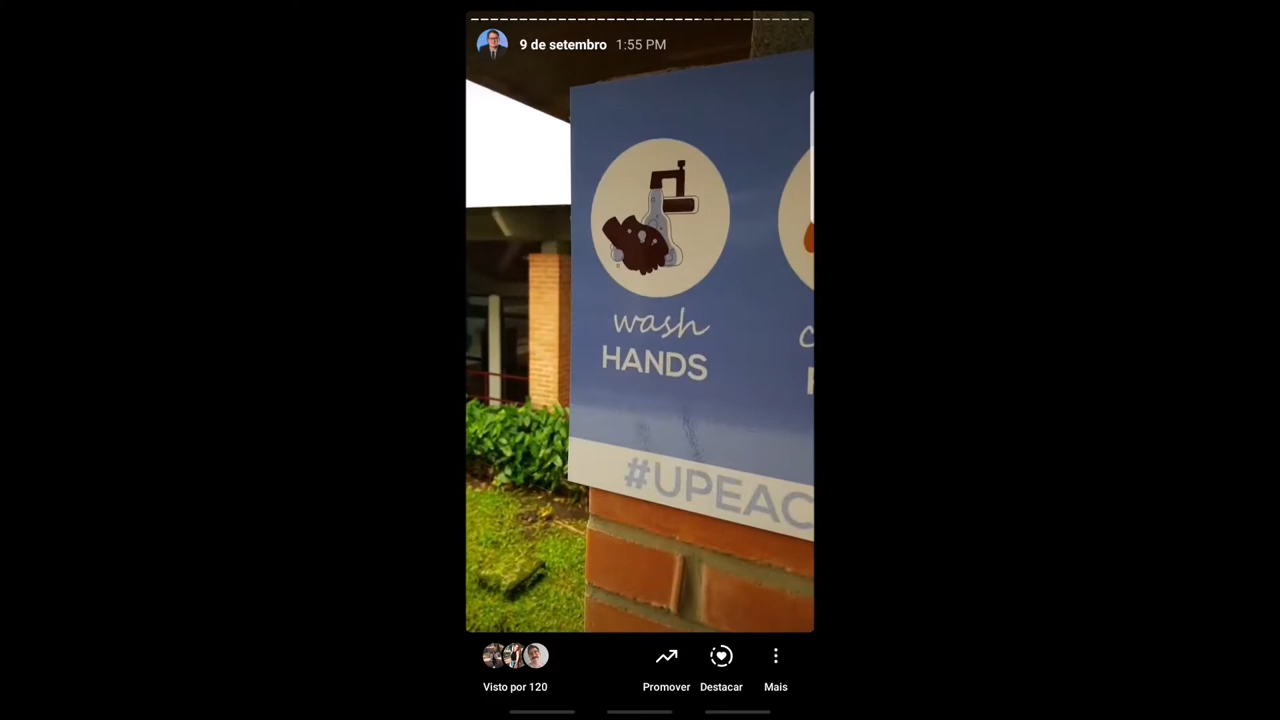 9 de setembro 1:55 PM
wash
HANDS
#UPEAC
Visto por 120
Promover
Destacar
Mais